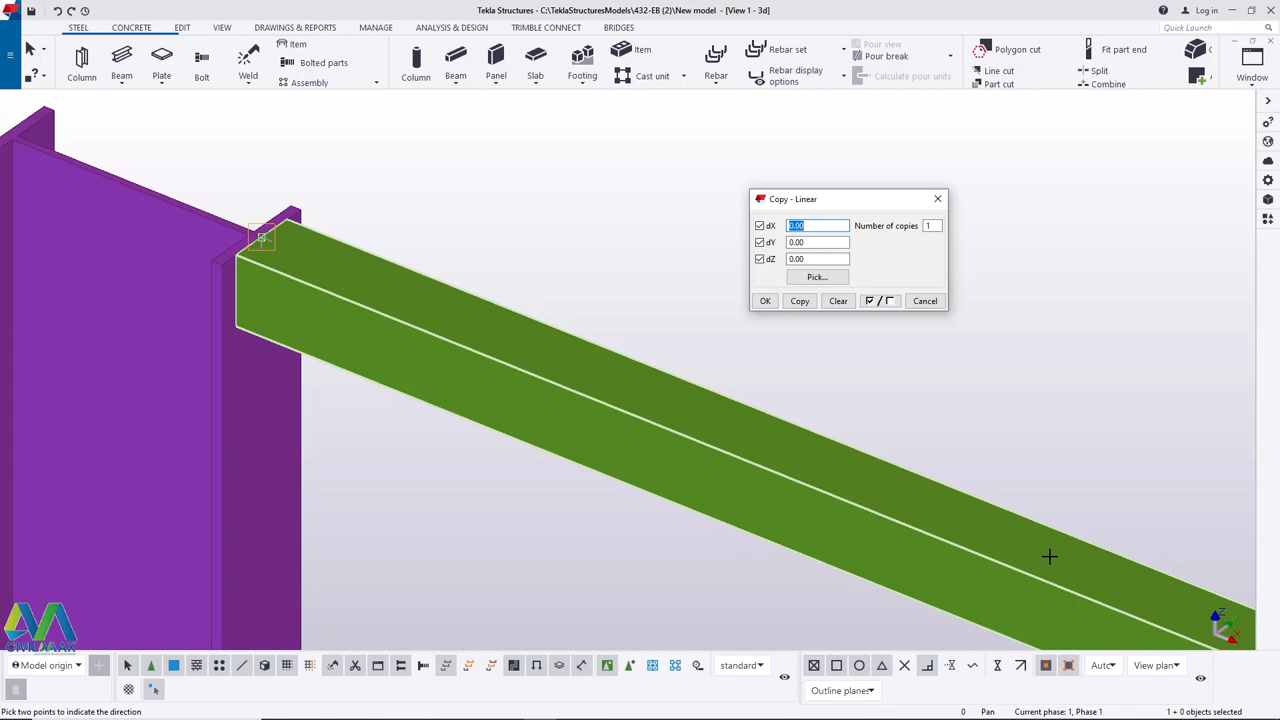 Tekla Structures - C:\TeklaStructuresModels\432-EB (2)\New model - [View 1 - 3d]
Log in
STEEL CONCRETE EDIT VIEW DRAWINGS & REPORTS MANAGE ANALYSIS & DESIGN TRIMBLE CONNECT BRIDGES
Quick Launch
Column
Beam
Plate
Bolt
Weld
Item
Bolted parts
Assembly
Column
Beam
Panel
Slab
Footing
Item
Cast unit
Rebar
Rebar set
Rebar display options
Pour view
Pour break
Calculate pour units
Polygon cut
Line cut
Part cut
Fit part end
Split
Combine
Window
Copy - Linear
dX 0.00 Number of copies 1
dY 0.00
dZ 0.00
Pick...
OK Copy Clear / Cancel
Z
CIVILMAAX
Model origin
standard
Auto
View plan
Outline planes
Pick two points to indicate the direction
0 Pan Current phase: 1, Phase 1 1 + 0 objects selected